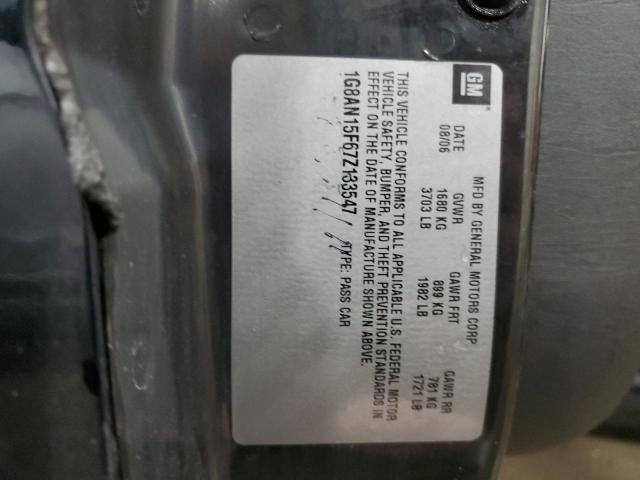 GM
MFD BY GENERAL MOTORS CORP
DATE GVWR GAWR FRT GAWR RR
08/06 1680 KG 899 KG 781 KG
3703 LB 1982 LB 1721 LB
THIS VEHICLE CONFORMS TO ALL APPLICABLE U.S. FEDERAL MOTOR
VEHICLE SAFETY, BUMPER, AND THEFT PREVENTION STANDARDS IN
EFFECT ON THE DATE OF MANUFACTURE SHOWN ABOVE.
1G8AN15F67Z133547 TYPE: PASS CAR